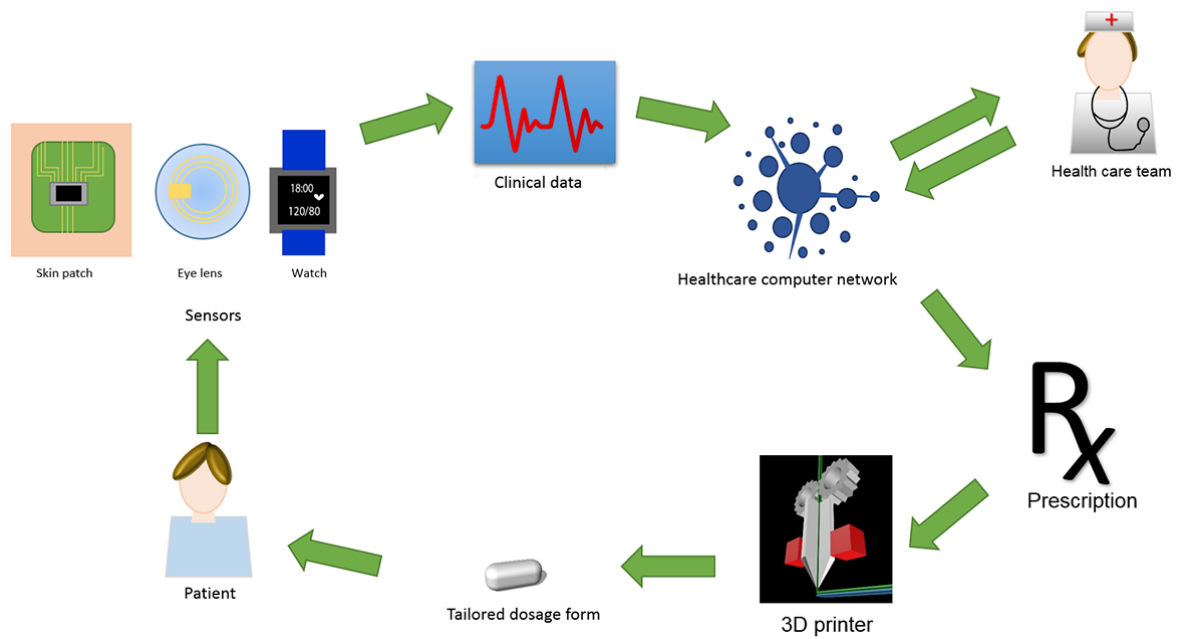 Skin patch
Eye lens
18:00
120/80
Watch
Sensors
Clinical data
Healthcare computer network
Health care team
Rx
Prescription
3D printer
Tailored dosage form
Patient